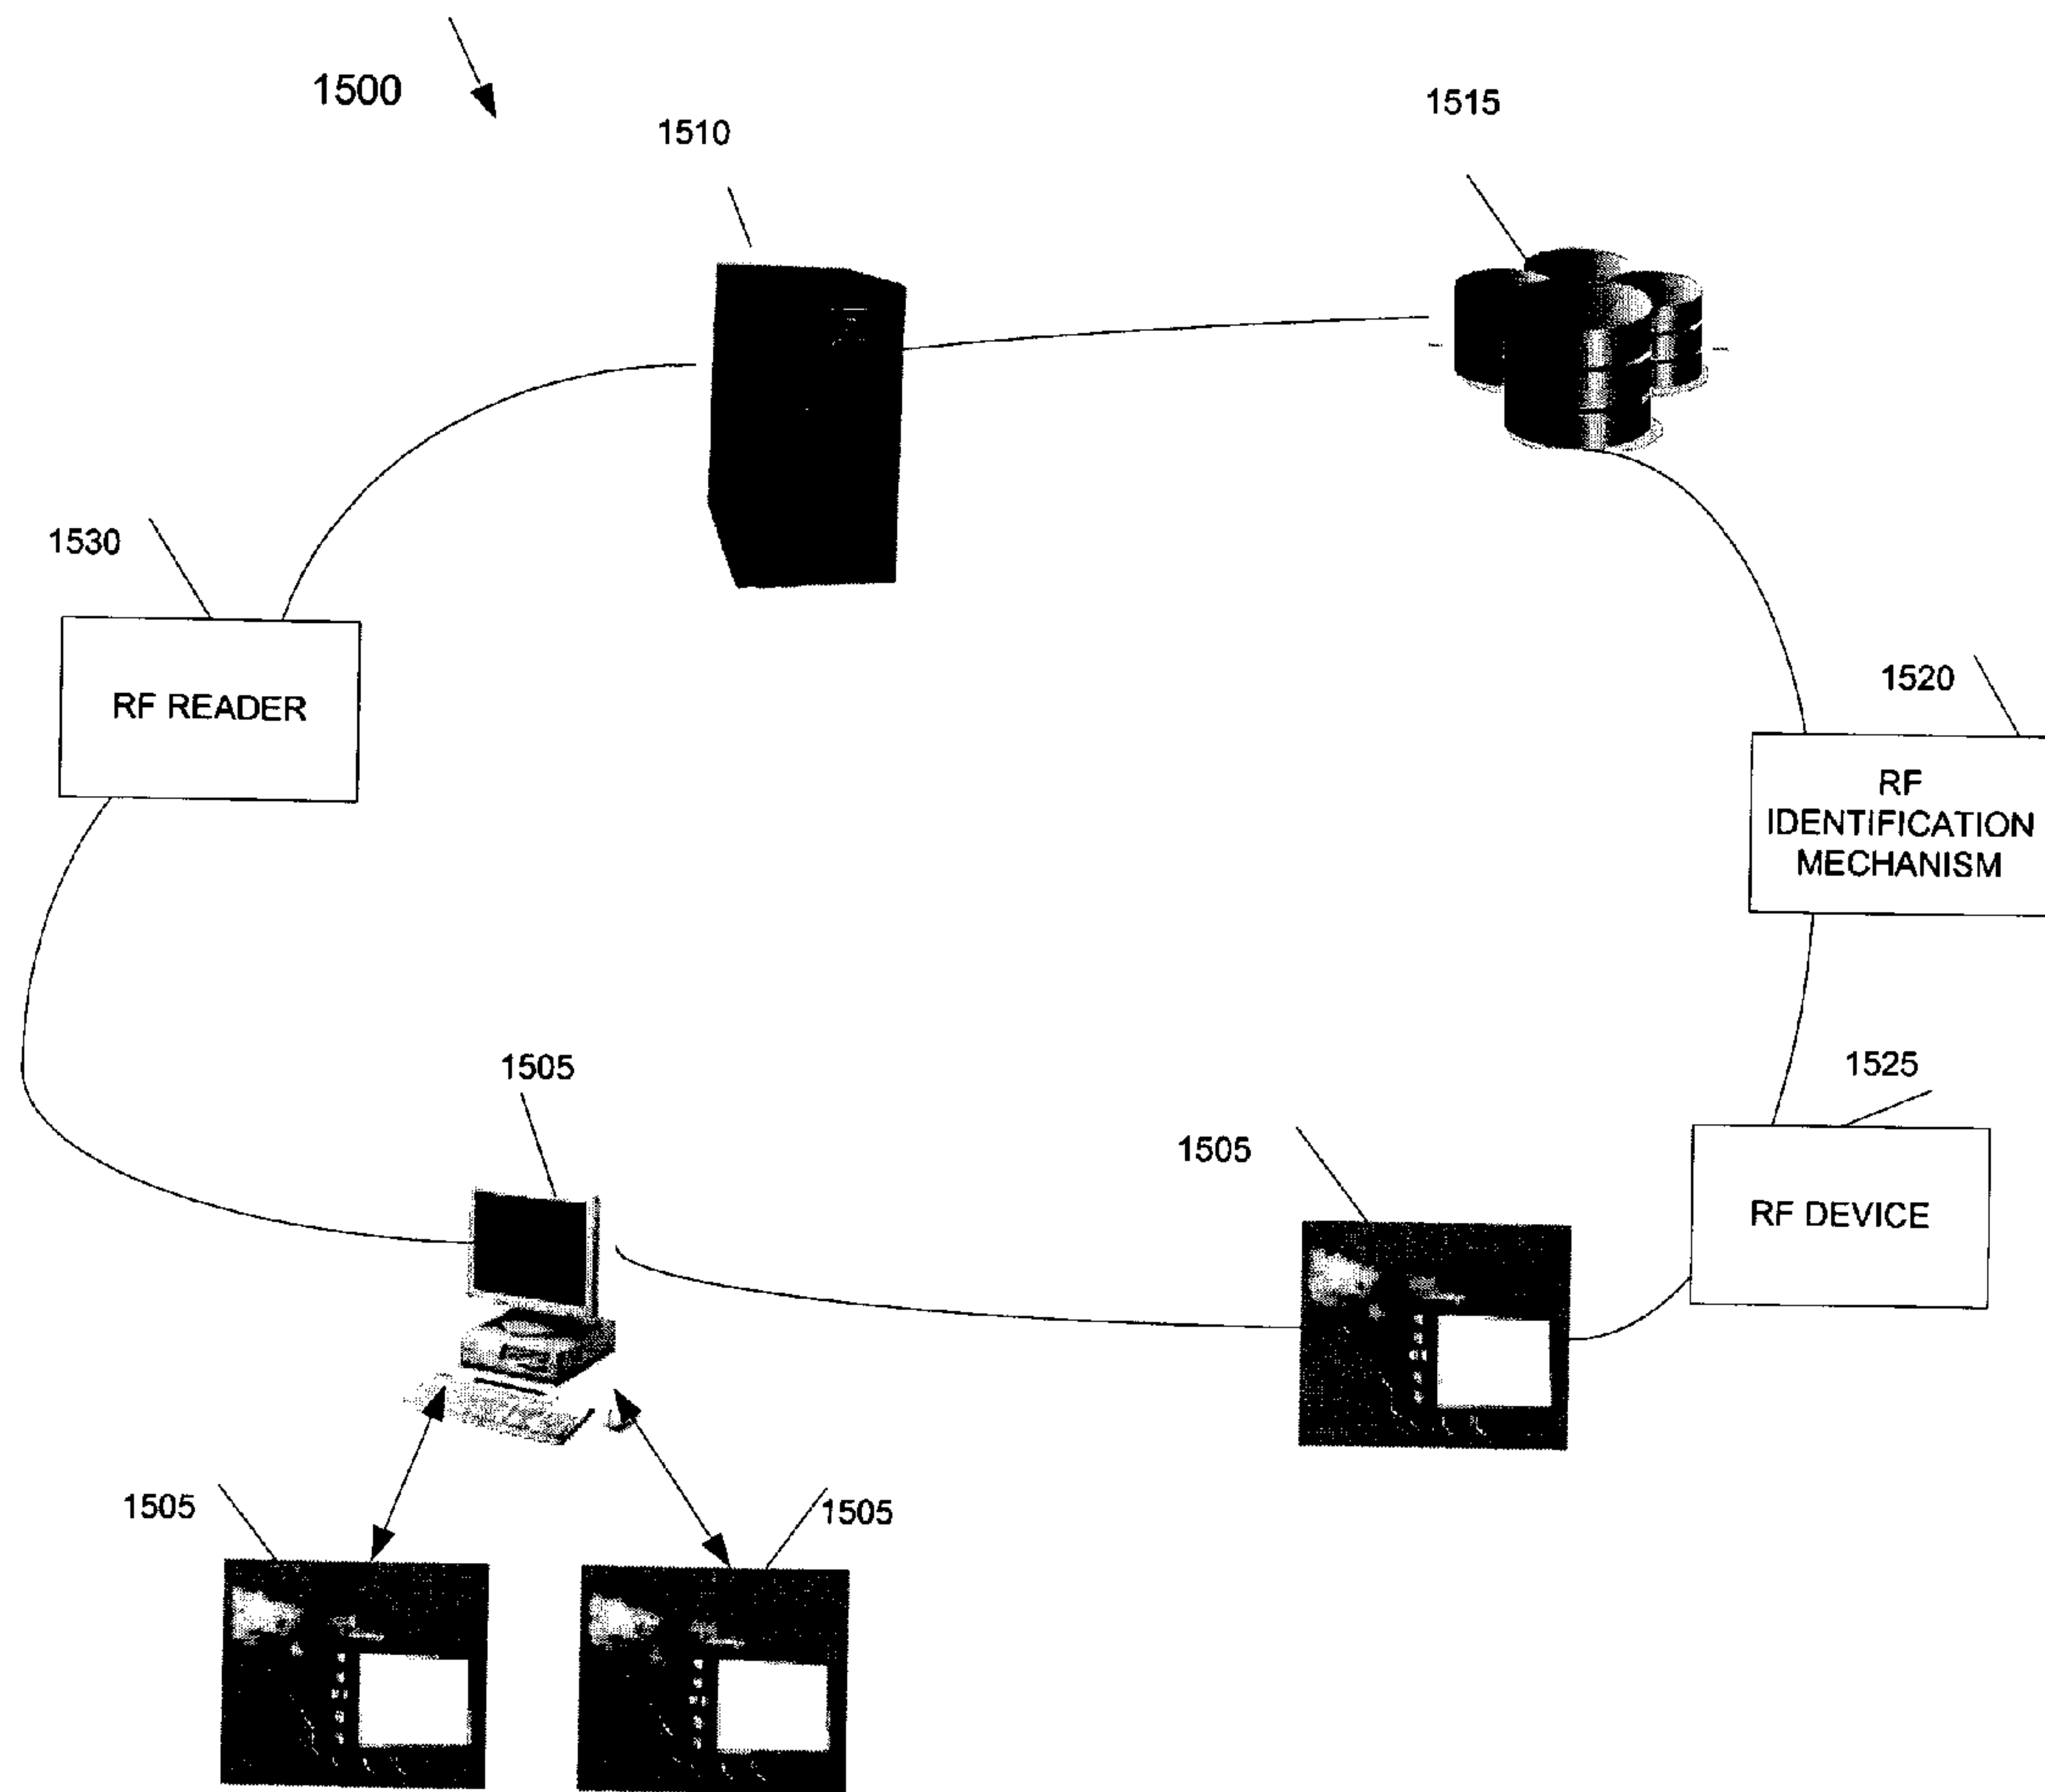 1500
1510
1515
1530
RF READER
1520
RF
IDENTIFICATION
MECHANISM
1505
1525
1505
RF DEVICE
1505
1505